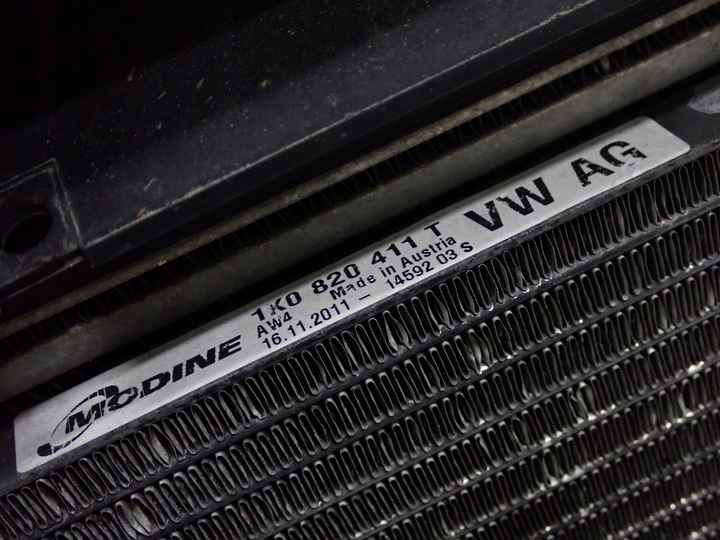 MODINE
1K0 820 411 T
AW4 Made in Austria
16.11.2011 - 14592 03 S
VW AG